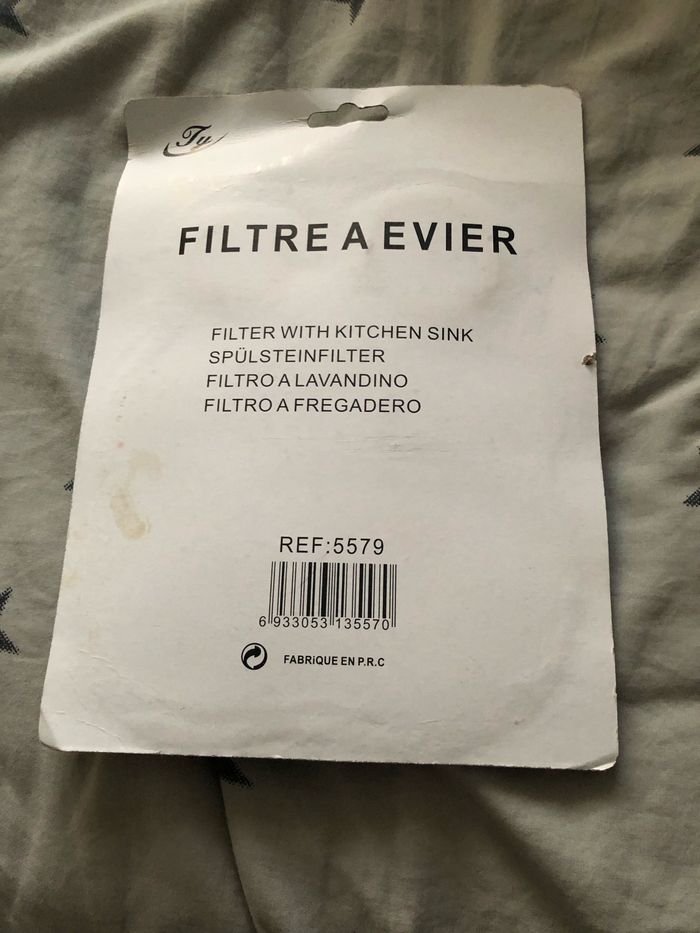 Ty
FILTRE A EVIER
FILTER WITH KITCHEN SINK
SPÜLSTEINFILTER
FILTRO A LAVANDINO
FILTRO A FREGADERO
REF:5579
6 933053 135570
FABRiQUE EN P.R.C